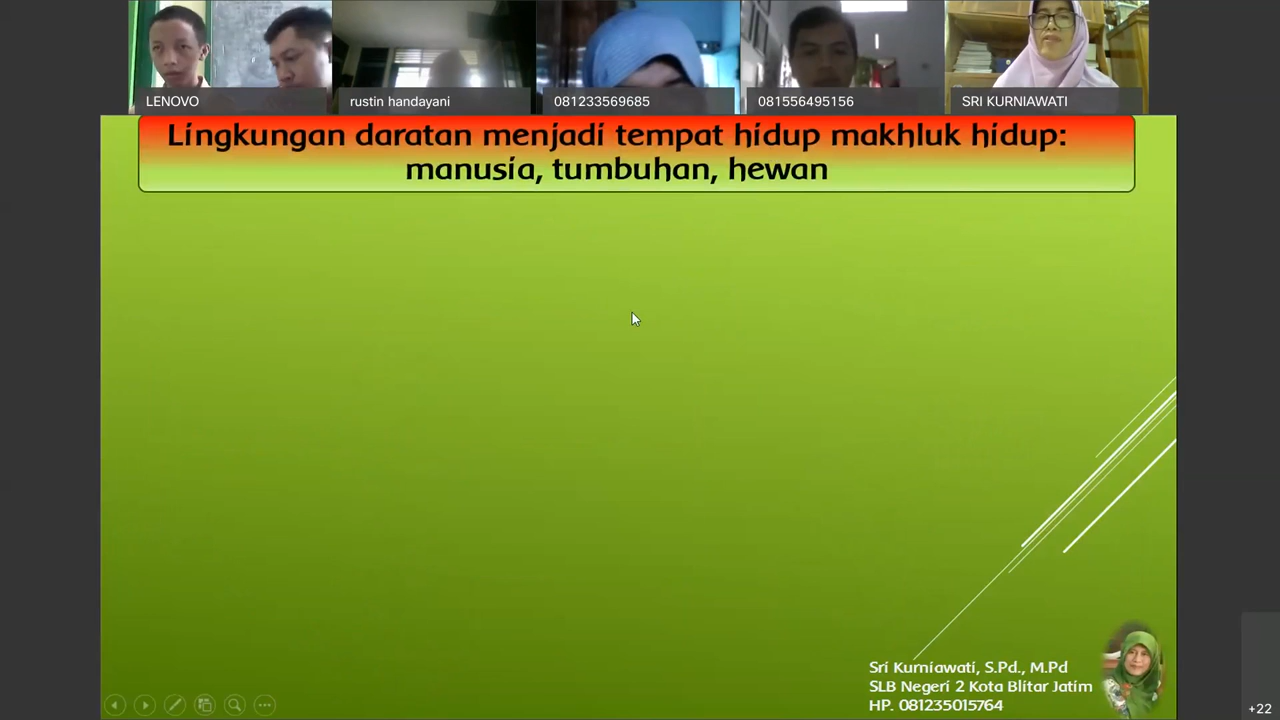 LENOVO
rustin handayani
081233569685
081556495156
SRI KURNIAWATI
Lingkungan daratan menjadi tempat hidup makhluk hidup:
manusia, tumbuhan, hewan
Sri Kurniawati, S.Pd., M.Pd
SLB Negeri 2 Kota Blitar Jatim
HP. 081235015764
+22